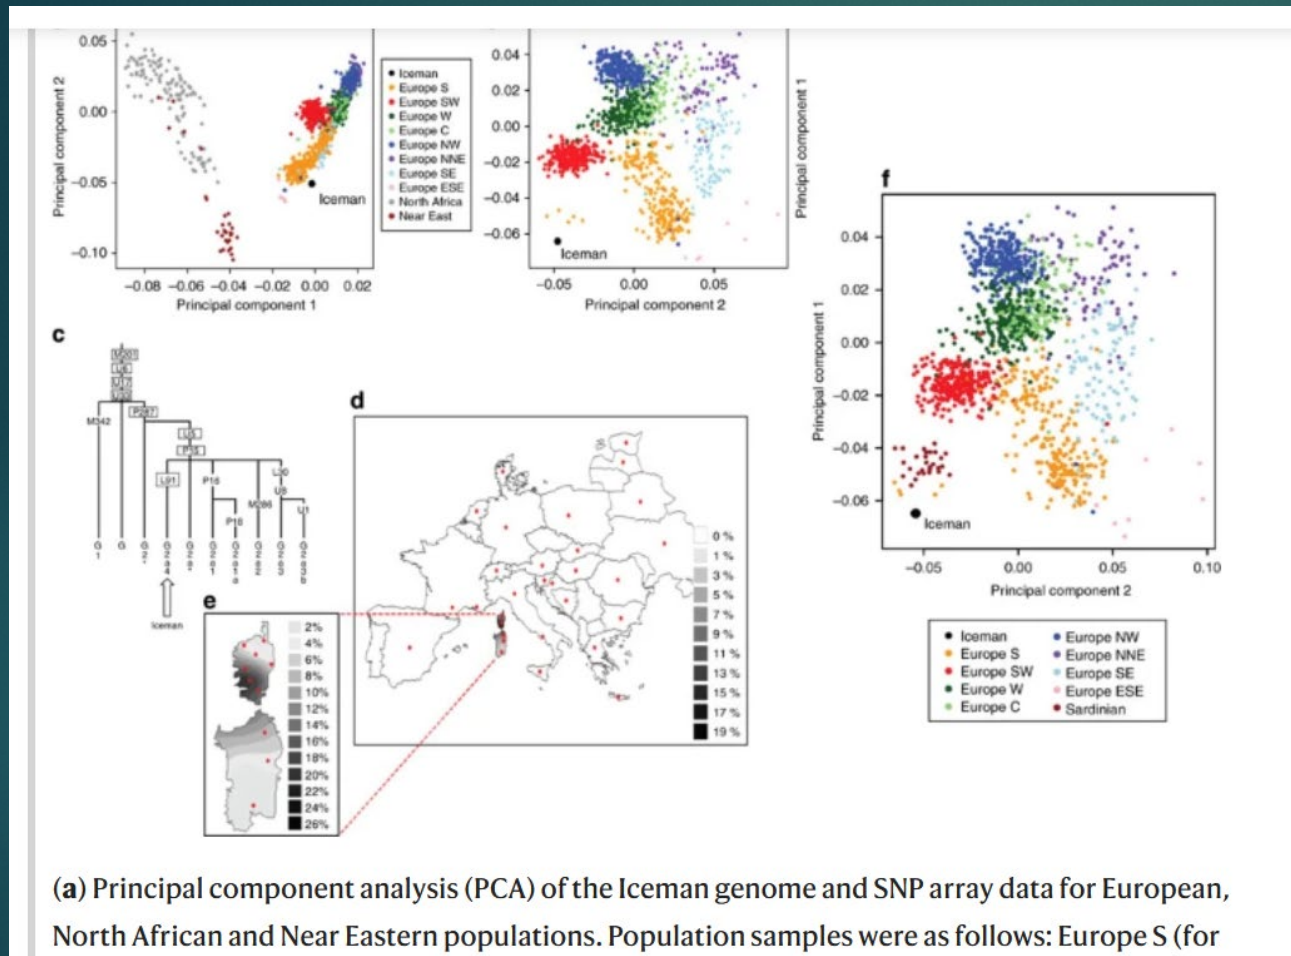 0.05
0.00
−0.05
−0.10
Principal component 2
−0.08 −0.06 −0.04 −0.02 0.00 0.02
Principal component 1
Iceman
Iceman
Europe S
Europe SW
Europe W
Europe C
Europe NW
Europe NNE
Europe SE
Europe ESE
North Africa
Near East
0.04
0.02
0.00
−0.02
−0.04
−0.06
Principal component 1
−0.05 0.00 0.05
Principal component 2
Iceman
c
M342
P287
L91
P16
P18
M286
U1
Iceman
d
0 %
1 %
3 %
5 %
7 %
9 %
11 %
13 %
15 %
17 %
19 %
e
2%
4%
6%
8%
10%
12%
14%
16%
18%
20%
22%
24%
26%
f
0.04
0.02
0.00
−0.02
−0.04
−0.06
Principal component 1
−0.05 0.00 0.05 0.10
Principal component 2
Iceman
Iceman
Europe S
Europe SW
Europe W
Europe C
Europe NW
Europe NNE
Europe SE
Europe ESE
Sardinian
(a) Principal component analysis (PCA) of the Iceman genome and SNP array data for European,
North African and Near Eastern populations. Population samples were as follows: Europe S (for